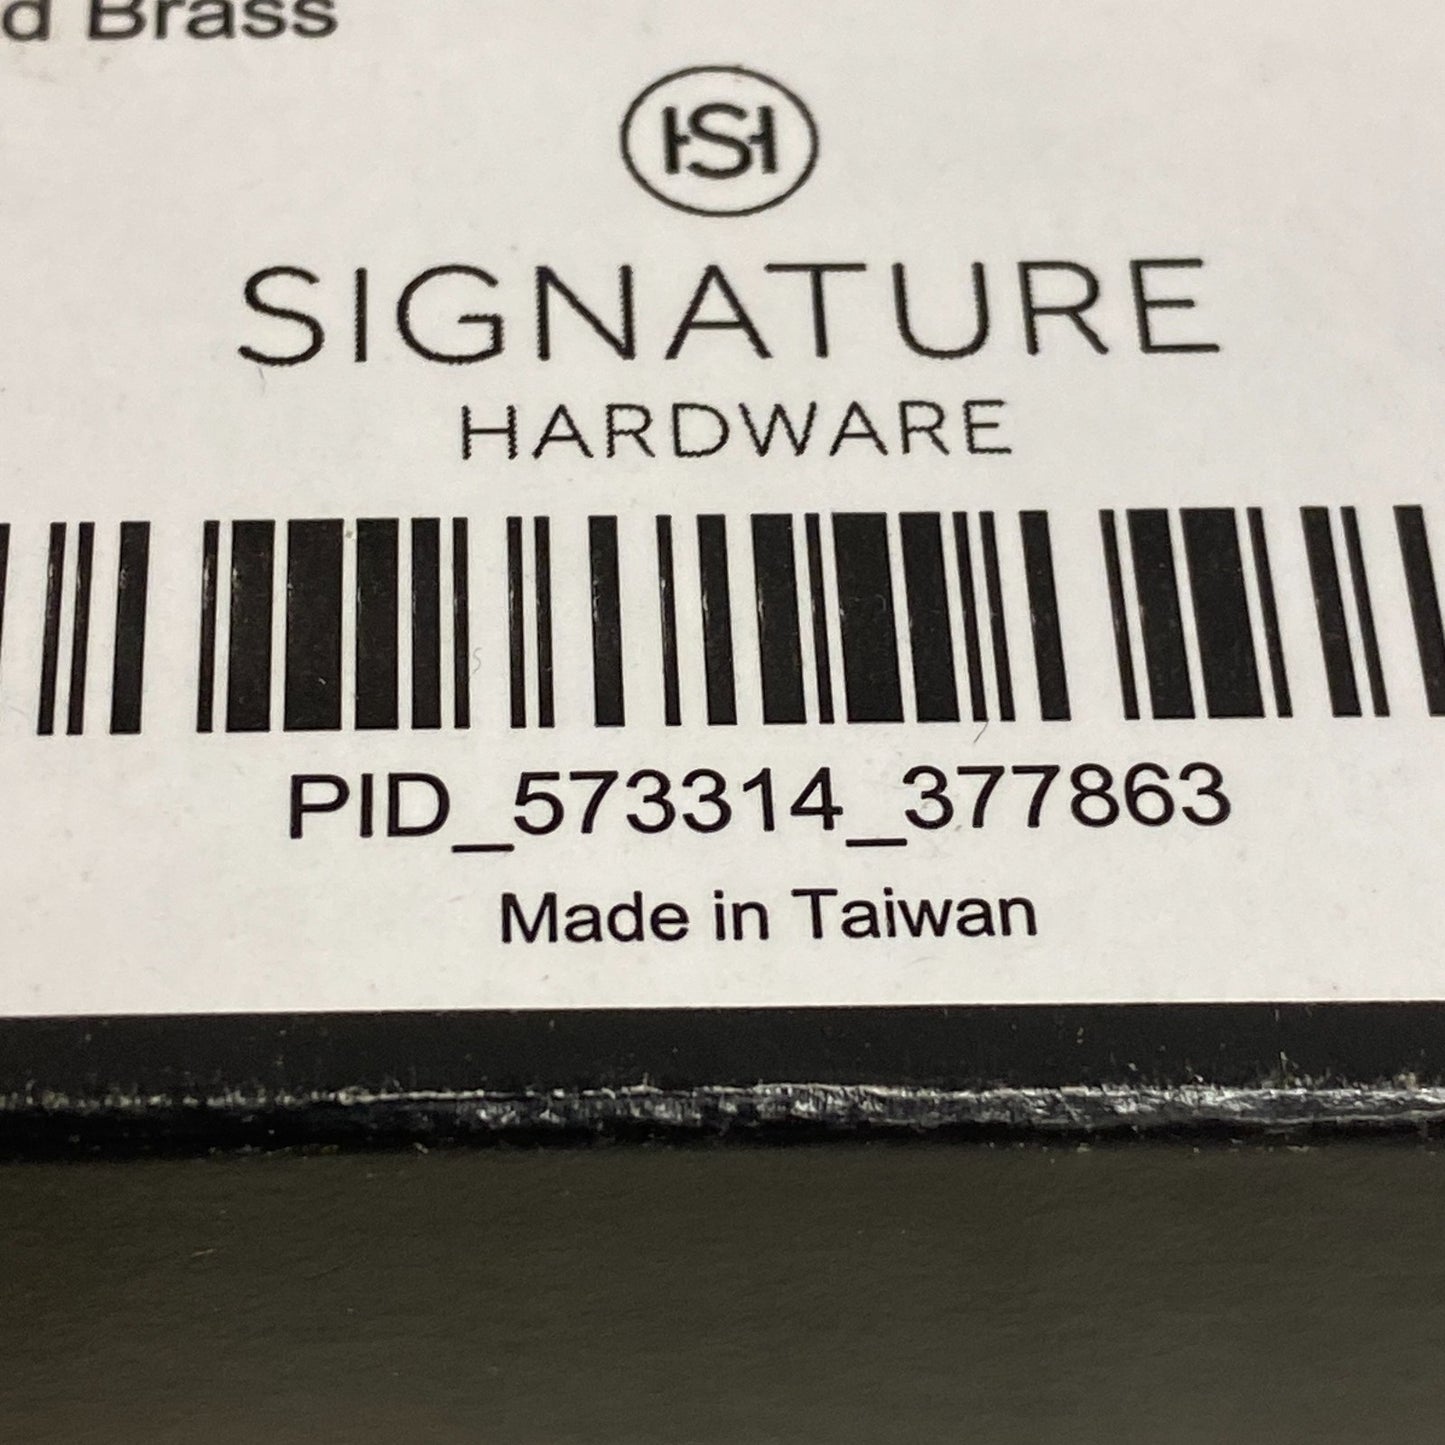 d Brass
HSH
SIGNATURE
HARDWARE
PID_573314_377863
Made in Taiwan